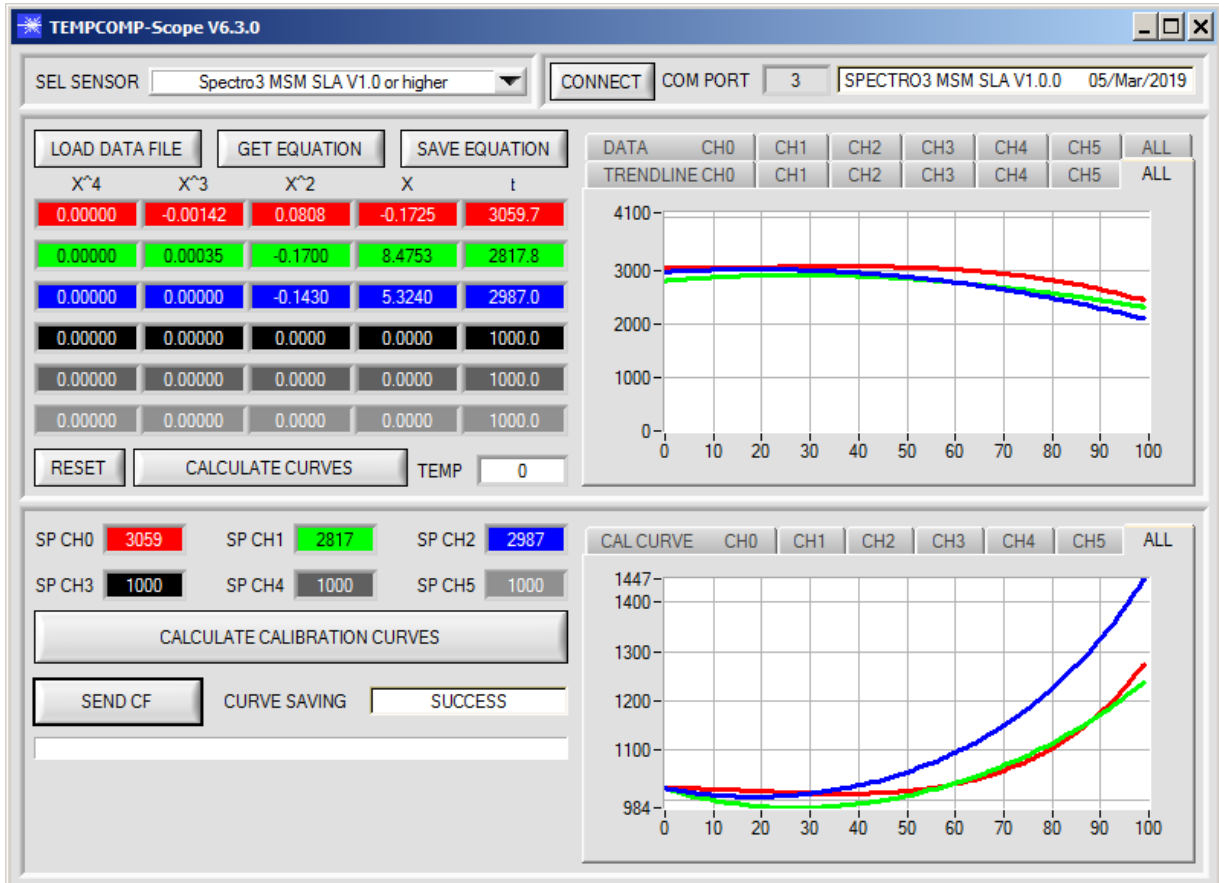 TEMPCOMP-Scope V6.3.0
SEL SENSOR Spectro3 MSM SLA V1.0 or higher
CONNECT COM PORT 3 SPECTRO3 MSM SLA V1.0.0 05/Mar/2019
LOAD DATA FILE GET EQUATION SAVE EQUATION
X^4 X^3 X^2 X t
0.00000 -0.00142 0.0808 -0.1725 3059.7
0.00000 0.00035 -0.1700 8.4753 2817.8
0.00000 0.00000 -0.1430 5.3240 2987.0
0.00000 0.00000 0.0000 0.0000 1000.0
0.00000 0.00000 0.0000 0.0000 1000.0
0.00000 0.00000 0.0000 0.0000 1000.0
RESET CALCULATE CURVES TEMP 0
DATA CH0 CH1 CH2 CH3 CH4 CH5 ALL
TRENDLINE CH0 CH1 CH2 CH3 CH4 CH5 ALL
4100
3000
2000
1000
0
0 10 20 30 40 50 60 70 80 90 100
SP CH0 3059 SP CH1 2817 SP CH2 2987
SP CH3 1000 SP CH4 1000 SP CH5 1000
CALCULATE CALIBRATION CURVES
SEND CF CURVE SAVING SUCCESS
CAL CURVE CH0 CH1 CH2 CH3 CH4 CH5 ALL
1447
1400
1300
1200
1100
984
0 10 20 30 40 50 60 70 80 90 100